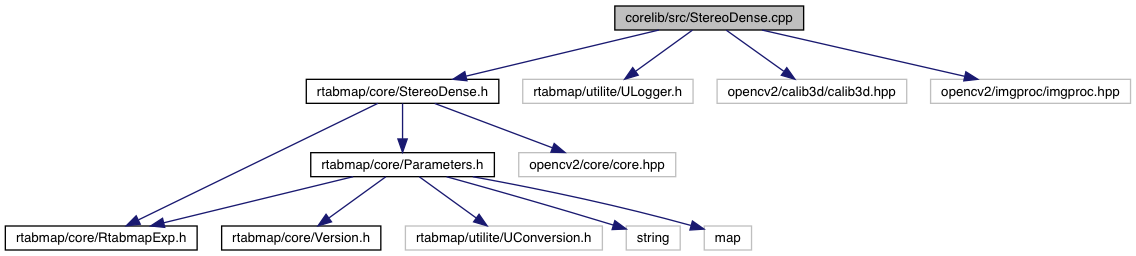 corelib/src/StereoDense.cpp
rtabmap/core/StereoDense.h
rtabmap/utilite/ULogger.h
opencv2/calib3d/calib3d.hpp
opencv2/imgproc/imgproc.hpp
rtabmap/core/Parameters.h
opencv2/core/core.hpp
rtabmap/core/RtabmapExp.h
rtabmap/core/Version.h
rtabmap/utilite/UConversion.h
string
map